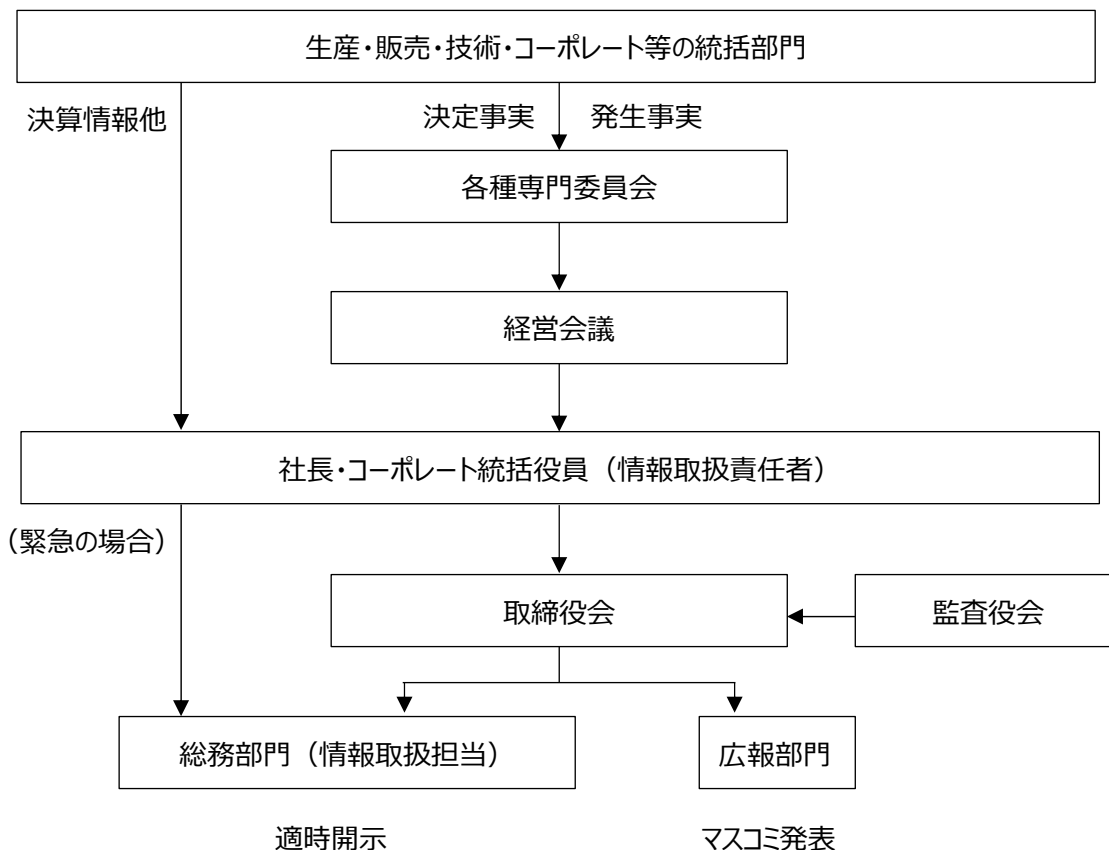 生産・販売・技術・コーポレート等の統括部門
決算情報他
決定事実
発生事実
各種専門委員会
経営会議
社長・コーポレート統括役員（情報取扱責任者）
（緊急の場合）
取締役会
監査役会
総務部門（情報取扱担当）
広報部門
適時開示
マスコミ発表